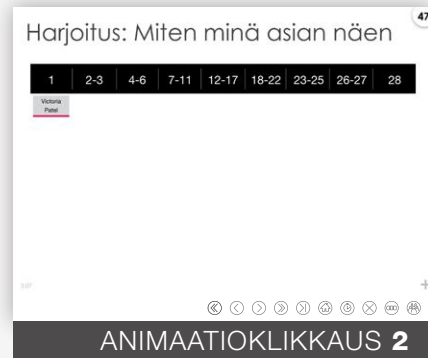 47
Harjoitus: Miten minä asian näen
1 2-3 4-6 7-11 12-17 18-22 23-25 26-27 28
Victoria
Patel
ANIMAATIOKLIKKAUS 2